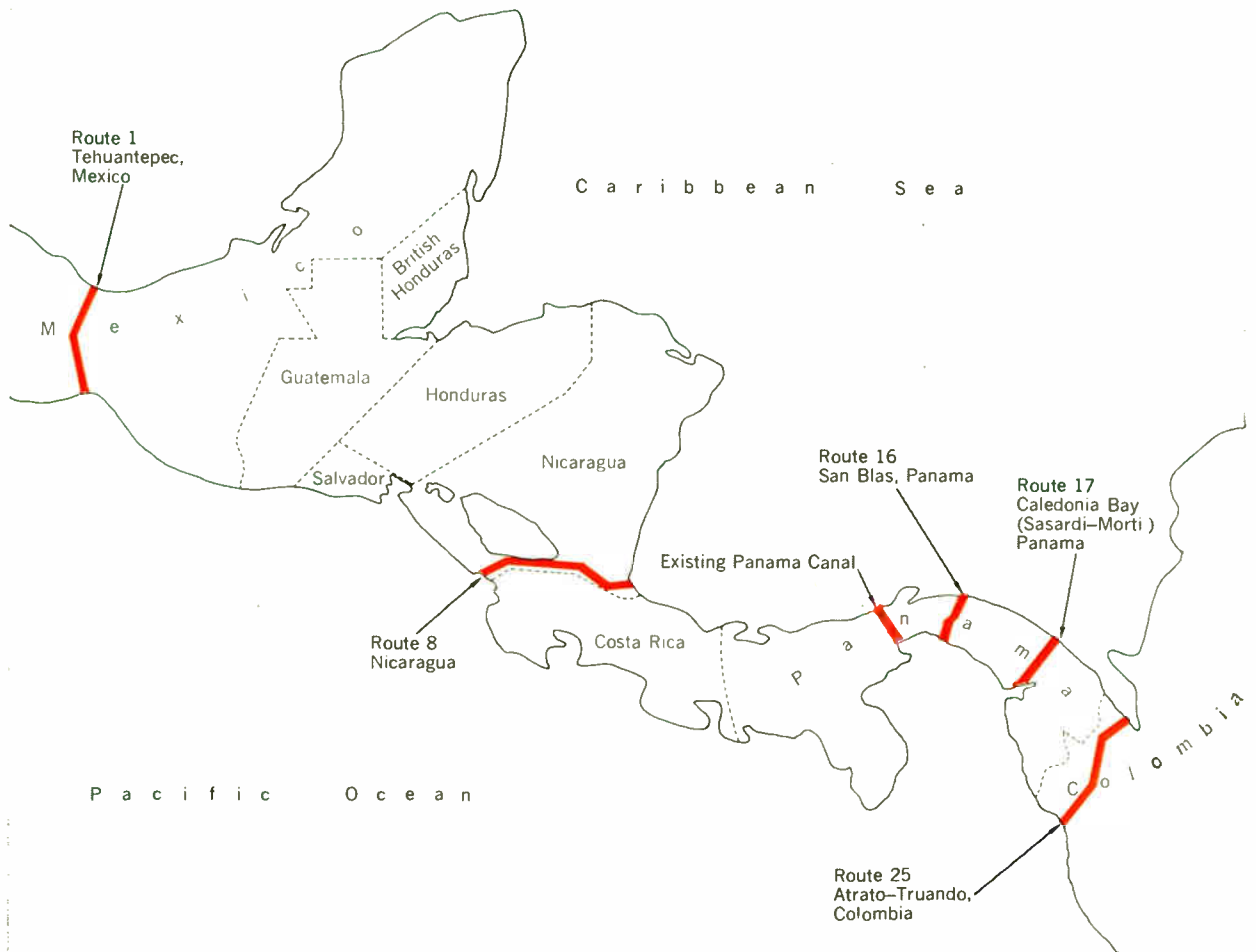 Route 1
Tehuantepec,
Mexico
Caribbean Sea
British
Honduras
Mexico
Guatemala
Honduras
Salvador
Nicaragua
Route 16
San Blas, Panama
Route 17
Caledonia Bay
(Sasardi–Morti)
Panama
Existing Panama Canal
Route 8
Nicaragua
Costa Rica
Panama
Colombia
Pacific Ocean
Route 25
Atrato–Truando,
Colombia